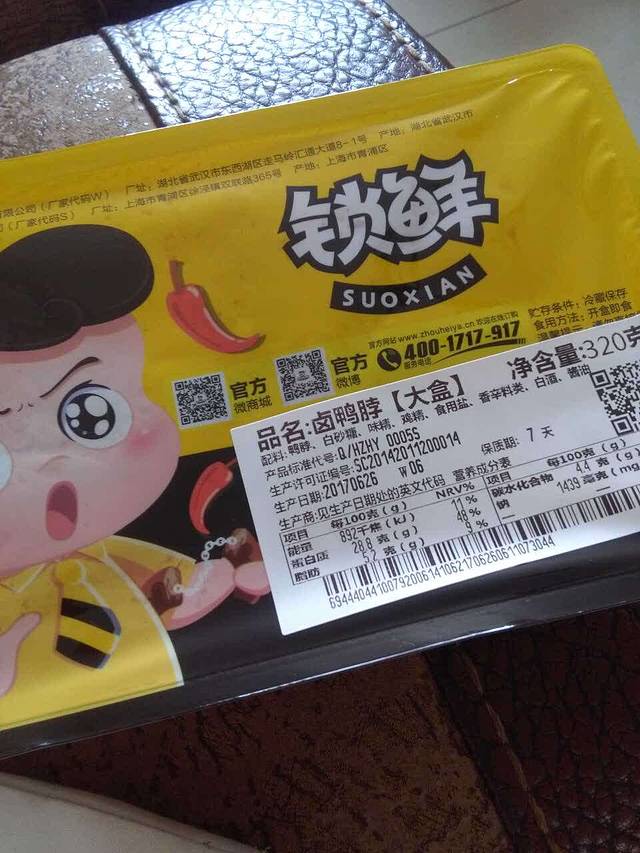 限公司（厂家代码W） 厂址：湖北省武汉市东西湖区走马岭汇通大道8-1号 产地：湖北省武汉市
（厂家代码S） 厂址：上海市青浦区徐泾镇双联路365号 产地：上海市青浦区
锁鲜
SUOXIAN
官方
微商城
官方
微博
官方网站 www.zhouheiya.cn 欢迎在线订购
服务电话 400-1717-917
贮存条件：冷藏保存
食用方法：开盒即食
温馨提示
品名:卤鸭脖【大盒】 净含量:320克
配料:鸭脖、白砂糖、味精、鸡精、食用盐、香辛料类、白酒、酱油
产品标准代号:Q/HZHY 0005S
生产许可证编号:SC20142011200014
生产日期:20170626 W06 保质期: 7 天
生产商:见生产日期处的英文代码 营养成分表
项目 每100克(g) NRV% 项目 每100克(g)
能量 892千焦(kJ) 11 % 碳水化合物 4.4 克(g)
蛋白质 28.8 克(g) 48 % 钠 1439 毫克(m
脂肪 5.2 克(g) 9 %
6944404410079200614106217062606110​73044